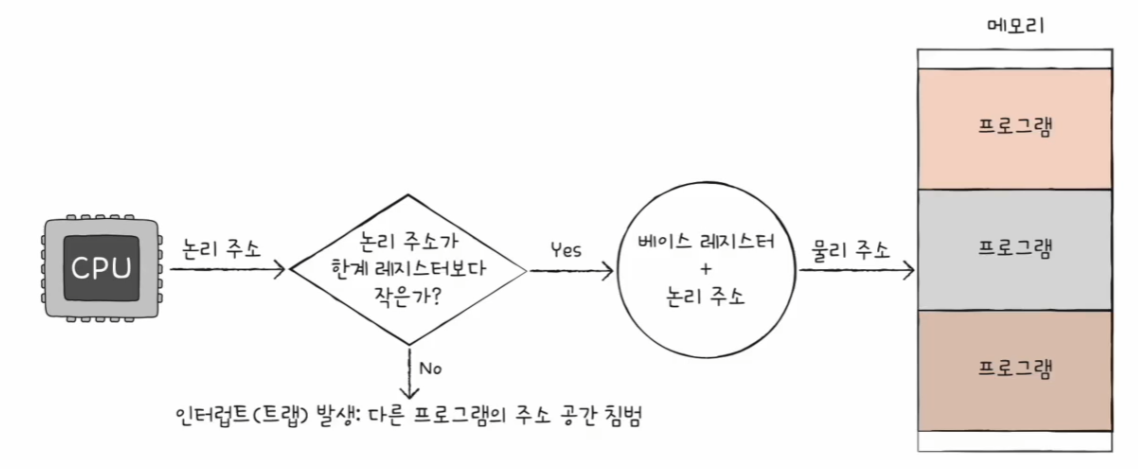 메모리
프로그램
프로그램
프로그램
CPU
논리 주소
논리 주소가
한계 레지스터보다
작은가?
Yes
베이스 레지스터
+
논리 주소
물리 주소
No
인터럽트(트랩) 발생: 다른 프로그램의 주소 공간 침범